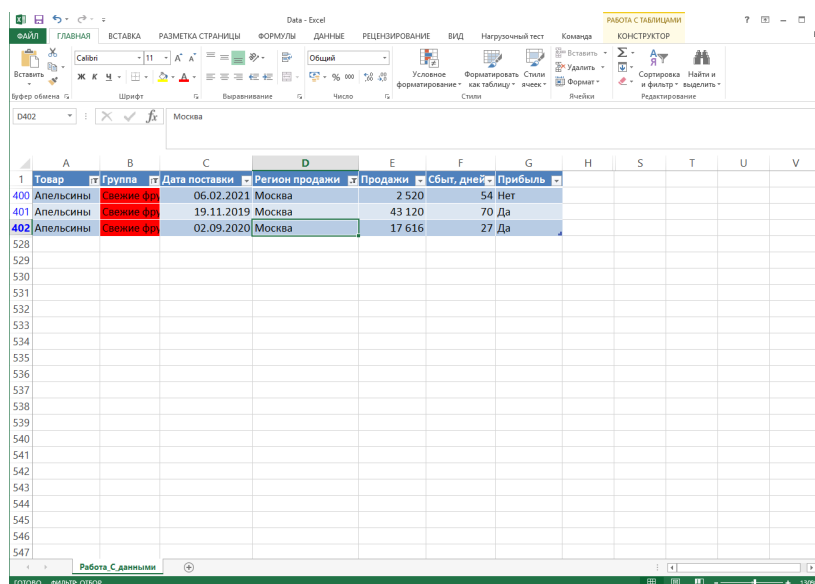 Data - Excel
РАБОТА С ТАБЛИЦАМИ
ФАЙЛ ГЛАВНАЯ ВСТАВКА РАЗМЕТКА СТРАНИЦЫ ФОРМУЛЫ ДАННЫЕ РЕЦЕНЗИРОВАНИЕ ВИД Нагрузочный тест Команда КОНСТРУКТОР
Вставить
Calibri 11
Ж К Ч
Общий
% 000
Условное форматирование
Форматировать как таблицу
Стили ячеек
Вставить
Удалить
Формат
Сортировка и фильтр
Найти и выделить
Буфер обмена Шрифт Выравнивание Число Стили Ячейки Редактирование
D402 fx Москва
A B C D E F G H S T U V
1 Товар Группа Дата поставки Регион продажи Продажи Сбыт, дней Прибыль
400 Апельсины Свежие фру 06.02.2021 Москва 2 520 54 Нет
401 Апельсины Свежие фру 19.11.2019 Москва 43 120 70 Да
402 Апельсины Свежие фру 02.09.2020 Москва 17 616 27 Да
528
529
530
531
532
533
534
535
536
537
538
539
540
541
542
543
544
545
546
547
Работа_С_данными
ГОТОВО ФИЛЬТР: ОТБОР